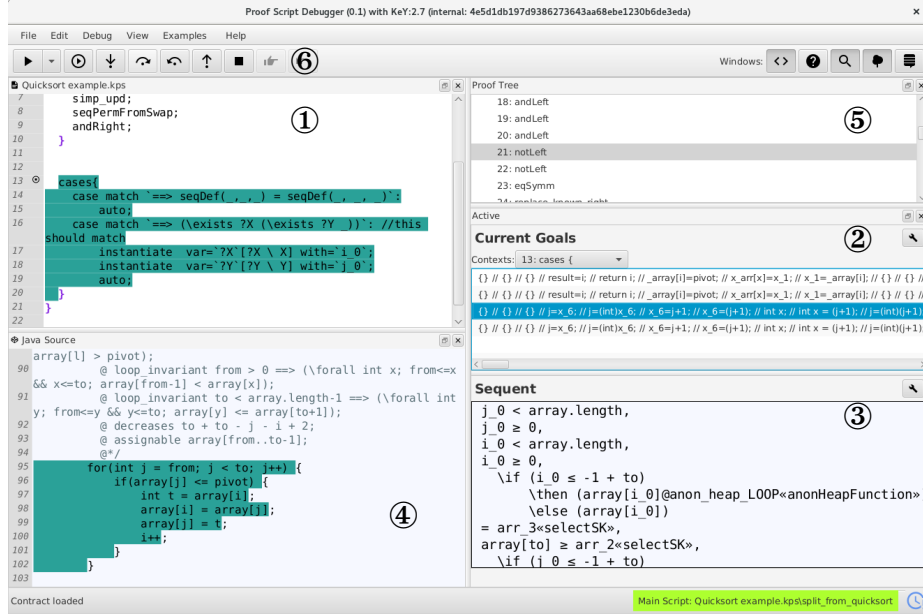 Proof Script Debugger (0.1) with KeY:2.7 (internal: 4e5d1db197d9386273643aa68ebe1230b6de3eda)
File Edit Debug View Examples Help
⑥
Windows:
Quicksort example.kps
7 simp_upd;
8 seqPermFromSwap;
9 andRight;
10 }
11
12
13 cases{
14 case match `==> seqDef(_,_,_) = seqDef(_, _, _)`:
15 auto;
16 case match `==> (\exists ?X (\exists ?Y _))`: //this
should match
17 instantiate var=`?X`[?X \ X] with=`i_0`;
18 instantiate var=`?Y`[?Y \ Y] with=`j_0`;
19 auto;
20 }
21 }
22
①
Java Source
array[l] > pivot);
90 @ loop_invariant from > 0 ==> (\forall int x; from<=x
&& x<=to; array[from-1] < array[x]);
91 @ loop_invariant to < array.length-1 ==> (\forall int
y; from<=y && y<=to; array[y] <= array[to+1]);
92 @ decreases to + to - j - i + 2;
93 @ assignable array[from..to-1];
94 @*/
95 for(int j = from; j < to; j++) {
96 if(array[j] <= pivot) {
97 int t = array[i];
98 array[i] = array[j];
99 array[j] = t;
100 i++;
101 }
102 }
103
④
Proof Tree
18: andLeft
19: andLeft
20: andLeft
21: notLeft
22: notLeft
23: eqSymm
24: replace_known_right
⑤
Active
Current Goals
②
Contexts: 13: cases {
{} // {} // {} // result=i; // return i; // _array[i]=pivot; // x_arr[x]=x_1; // x_1=_array[i]; // {} // {} //
{} // {} // {} // result=i; // return i; // _array[i]=pivot; // x_arr[x]=x_1; // x_1=_array[i]; // {} // {} //
{} // {} // {} // j=x_6; // j=(int)x_6; // x_6=j+1; // x_6=(j+1); // int x; // int x = (j+1); // j=(int)(j+1);
{} // {} // {} // j=x_6; // j=(int)x_6; // x_6=j+1; // x_6=(j+1); // int x; // int x = (j+1); // j=(int)(j+1);
Sequent
③
j_0 < array.length,
j_0 ≥ 0,
i_0 < array.length,
i_0 ≥ 0,
\if (i_0 ≤ -1 + to)
\then (array[i_0]@anon_heap_LOOP«anonHeapFunction»
\else (array[i_0])
= arr_3«selectSK»,
array[to] ≥ arr_2«selectSK»,
\if (j_0 ≤ -1 + to)
Contract loaded
Main Script: Quicksort example.kps\split_from_quicksort